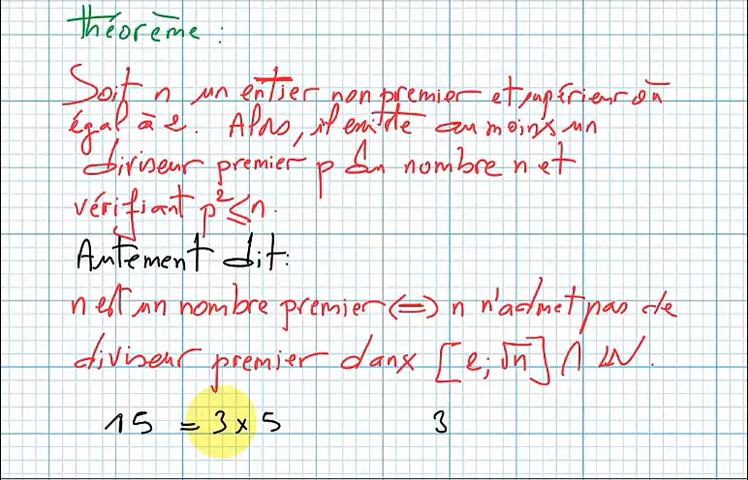 Théorème :
Soit n un entier non premier et supérieur ou
égal à 2. Alors, il existe au moins un
diviseur premier p du nombre n et
vérifiant p² ≤ n.
Autement dit :
n est un nombre premier (=) n n'admet pas de
diviseur premier dans [2; √n] ∩ ℕ.
15 = 3 × 5 3